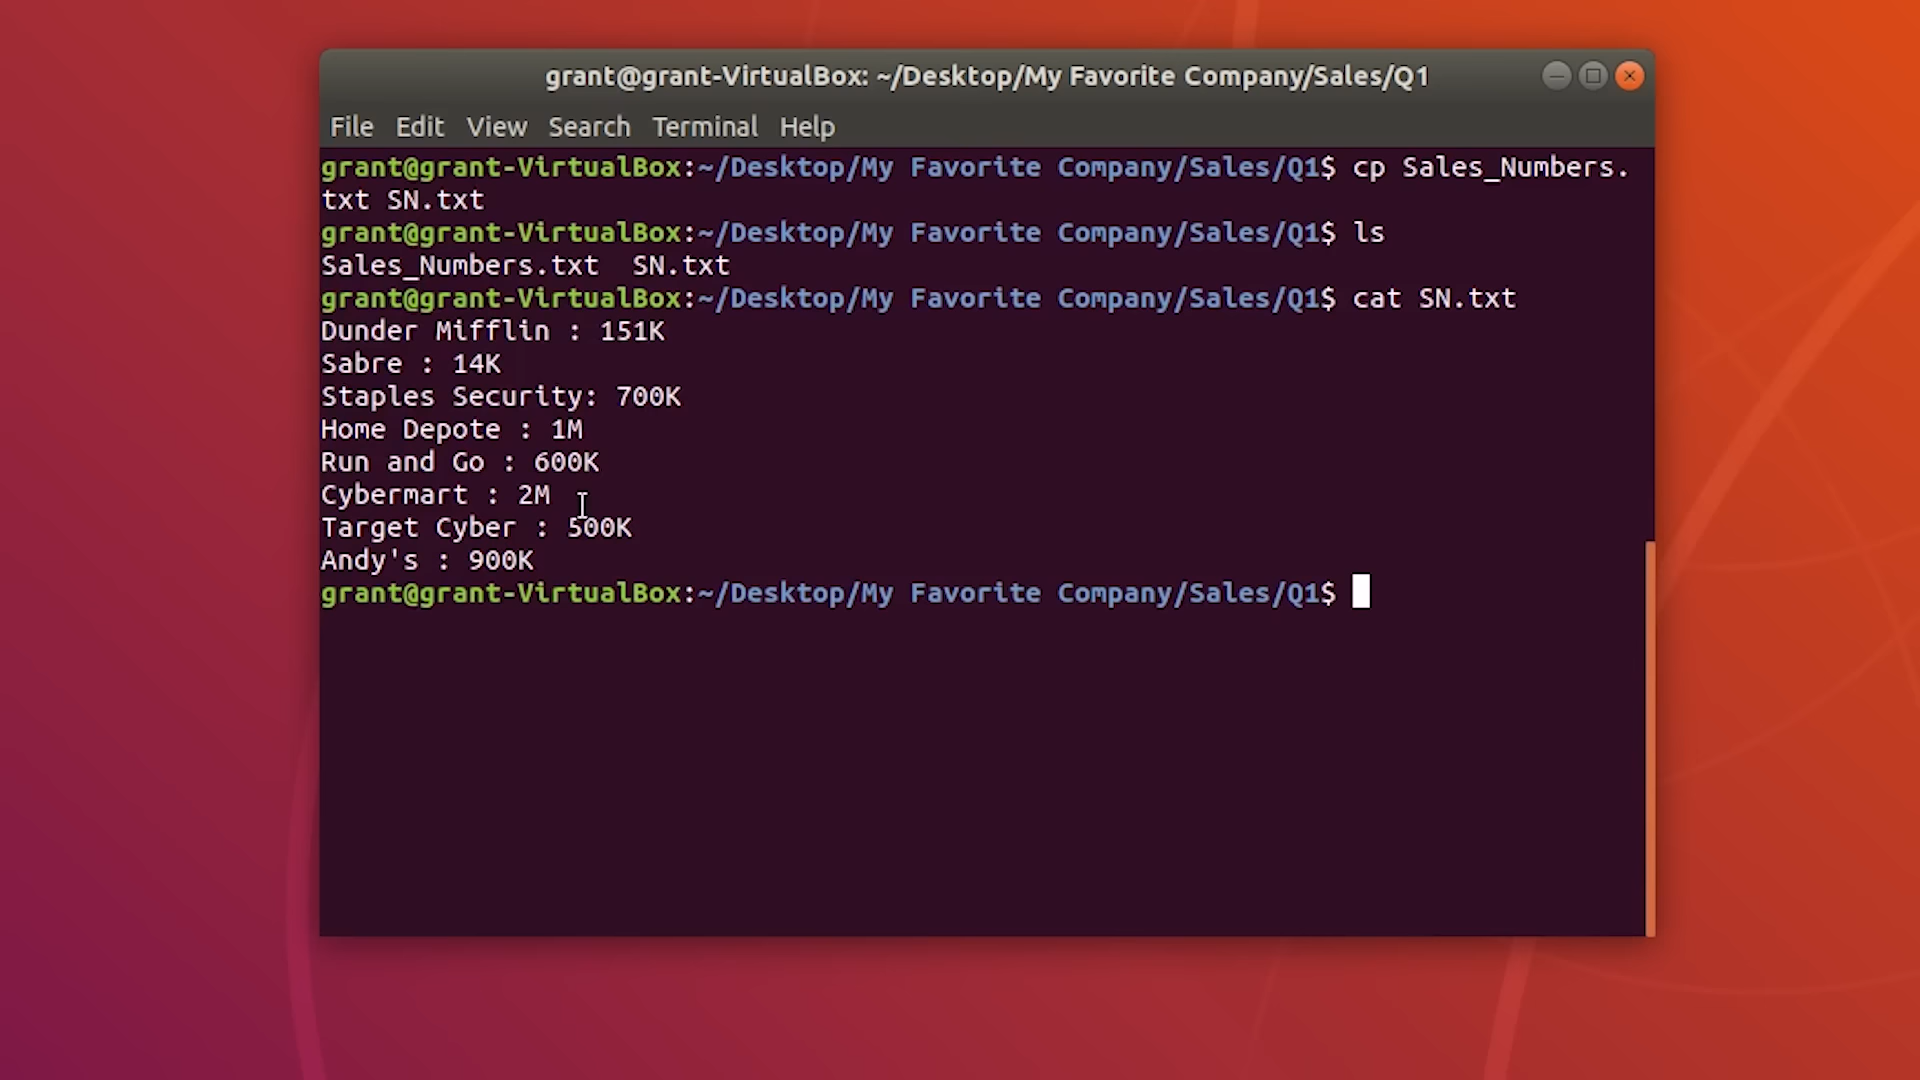 grant@grant-VirtualBox: ~/Desktop/My Favorite Company/Sales/Q1
File Edit View Search Terminal Help
grant@grant-VirtualBox:~/Desktop/My Favorite Company/Sales/Q1$ cp Sales_Numbers.
txt SN.txt
grant@grant-VirtualBox:~/Desktop/My Favorite Company/Sales/Q1$ ls
Sales_Numbers.txt  SN.txt
grant@grant-VirtualBox:~/Desktop/My Favorite Company/Sales/Q1$ cat SN.txt
Dunder Mifflin : 151K
Sabre : 14K
Staples Security: 700K
Home Depote : 1M
Run and Go : 600K
Cybermart : 2M
Target Cyber : 500K
Andy's : 900K
grant@grant-VirtualBox:~/Desktop/My Favorite Company/Sales/Q1$